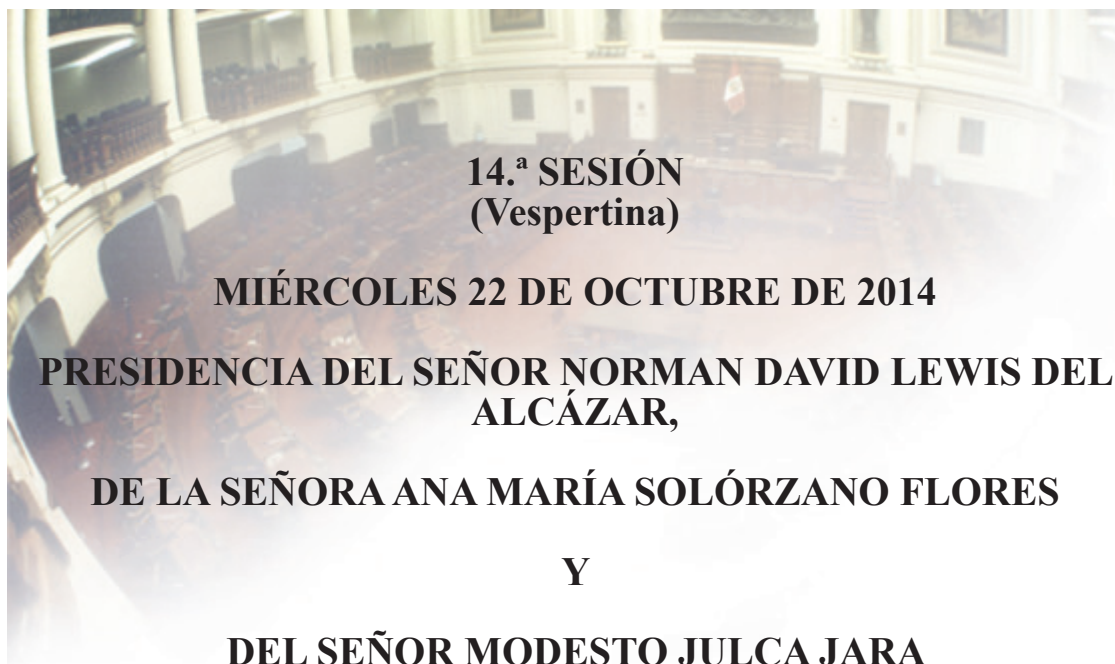 14.ª SESIÓN
(Vespertina)
MIÉRCOLES 22 DE OCTUBRE DE 2014
PRESIDENCIA DEL SEÑOR NORMAN DAVID LEWIS DEL
ALCÁZAR,
DE LA SEÑORA ANA MARÍA SOLÓRZANO FLORES
Y
DEL SEÑOR MODESTO JULCA JARA